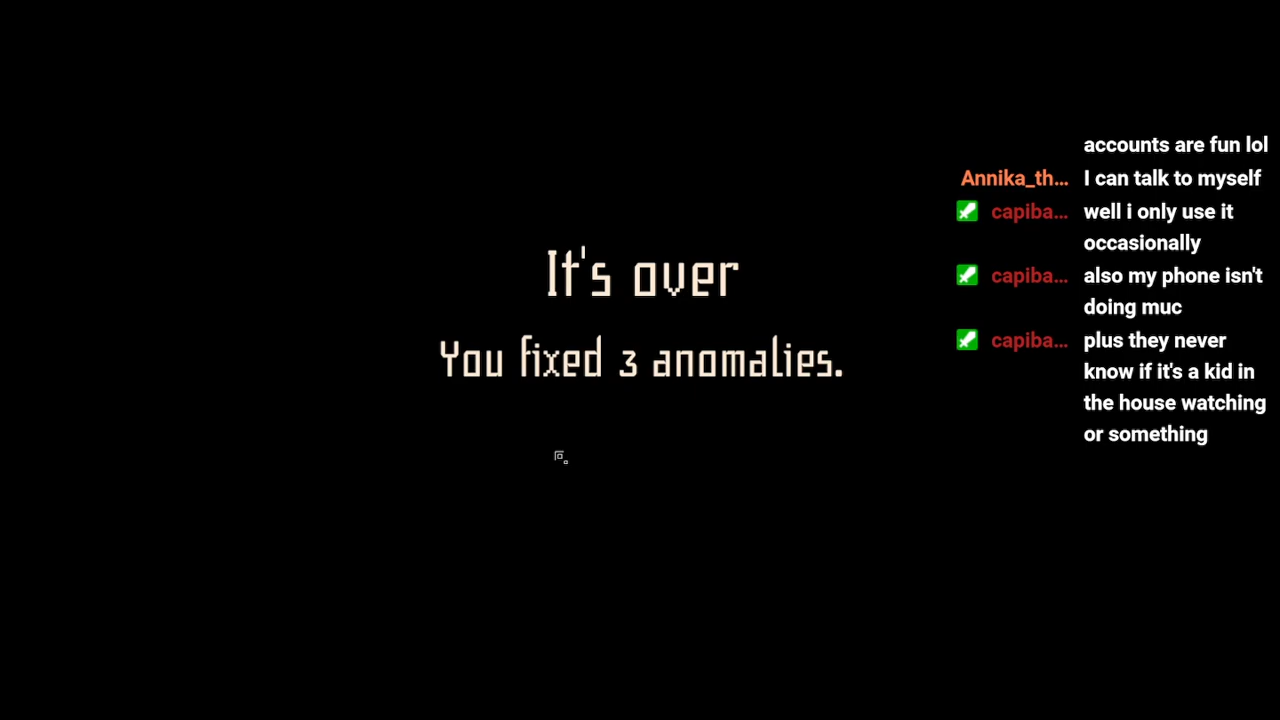 It's over
You fixed 3 anomalies.
accounts are fun lol
Annika_th... I can talk to myself
capiba... well i only use it
occasionally
capiba... also my phone isn't
doing muc
capiba... plus they never
know if it's a kid in
the house watching
or something